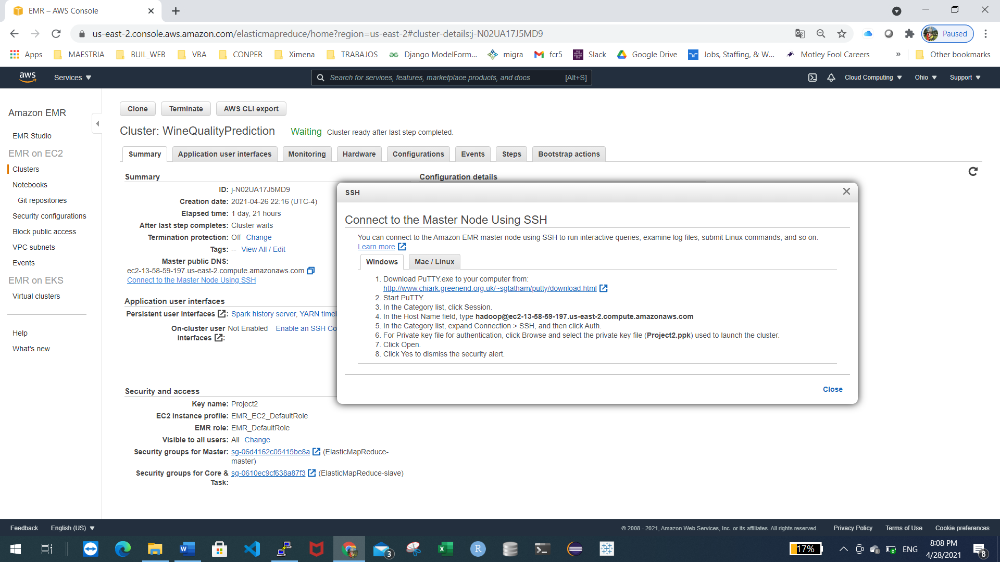 EMR – AWS Console
us-east-2.console.aws.amazon.com/elasticmapreduce/home?region=us-east-2#cluster-details:j-N02UA17J5MD9
Paused
Apps
MAESTRIA
BUIL_WEB
VBA
CONPER
Ximena
TRABAJOS
Django ModelForm...
migra
fcr5
Slack
Google Drive
Jobs, Staffing, & W...
Motley Fool Careers
»
Other bookmarks
aws
Services
Search for services, features, marketplace products, and docs
[Alt+S]
Cloud Computing
Ohio
Support
Amazon EMR
EMR Studio
EMR on EC2
Clusters
Notebooks
Git repositories
Security configurations
Block public access
VPC subnets
Events
EMR on EKS
Virtual clusters
Help
What's new
Clone
Terminate
AWS CLI export
Cluster: WineQualityPrediction
Waiting
Cluster ready after last step completed.
Summary
Application user interfaces
Monitoring
Hardware
Configurations
Events
Steps
Bootstrap actions
Summary
ID: j-N02UA17J5MD9
Creation date: 2021-04-26 22:16 (UTC-4)
Elapsed time: 1 day, 21 hours
After last step completes: Cluster waits
Termination protection: Off Change
Tags: -- View All / Edit
Master public DNS:
ec2-13-58-59-197.us-east-2.compute.amazonaws.com
Connect to the Master Node Using SSH
Configuration details
Application user interfaces
Persistent user interfaces : Spark history server, YARN
On-cluster user Not Enabled Enable an SSH
interfaces :
Security and access
Key name: Project2
EC2 instance profile: EMR_EC2_DefaultRole
EMR role: EMR_DefaultRole
Visible to all users: All Change
Security groups for Master: sg-06d4162c05415be8a (ElasticMapReduce-
master)
Security groups for Core & sg-0610ec9cf638a87f3 (ElasticMapReduce-slave)
Task:
SSH
Connect to the Master Node Using SSH
You can connect to the Amazon EMR master node using SSH to run interactive queries, examine log files, submit Linux commands, and so on.
Learn more .
Windows
Mac / Linux
1. Download PuTTY.exe to your computer from:
http://www.chiark.greenend.org.uk/~sgtatham/putty/download.html
2. Start PuTTY.
3. In the Category list, click Session.
4. In the Host Name field, type hadoop@ec2-13-58-59-197.us-east-2.compute.amazonaws.com
5. In the Category list, expand Connection > SSH, and then click Auth.
6. For Private key file for authentication, click Browse and select the private key file (Project2.ppk) used to launch the cluster.
7. Click Open.
8. Click Yes to dismiss the security alert.
Close
Feedback
English (US)
© 2008 - 2021, Amazon Web Services, Inc. or its affiliates. All rights reserved.
Privacy Policy
Terms of Use
Cookie preferences
W
3
R
17%
ENG
8:08 PM
4/28/2021
8